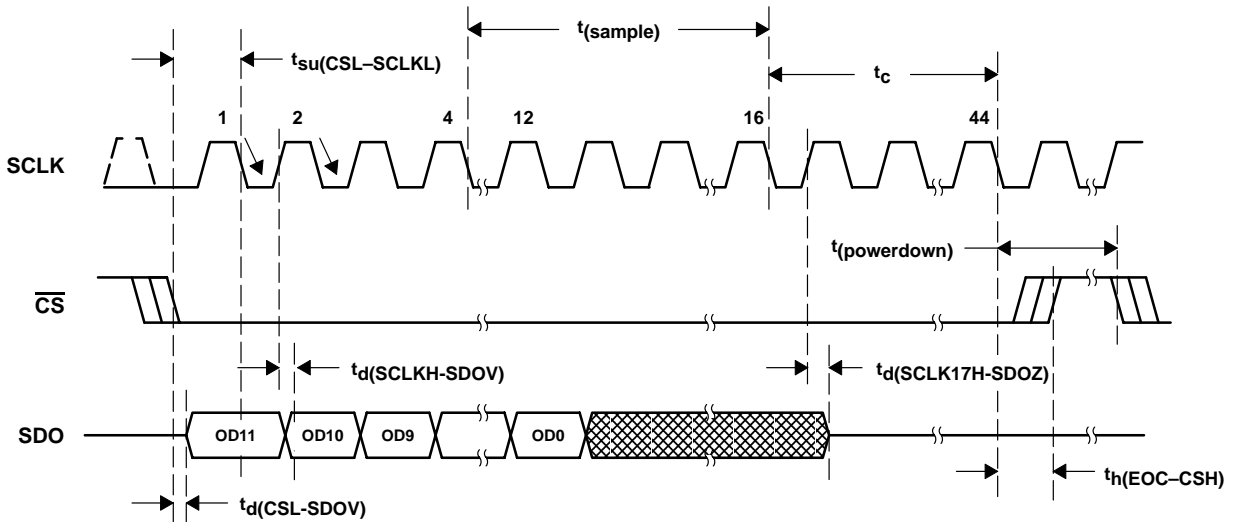 t(sample)
tsu(CSL–SCLKL)
tc
1 2 4 12 16 44
SCLK
t(powerdown)
CS
td(SCLKH-SDOV)
td(SCLK17H-SDOZ)
SDO OD11 OD10 OD9 OD0
th(EOC–CSH)
td(CSL-SDOV)